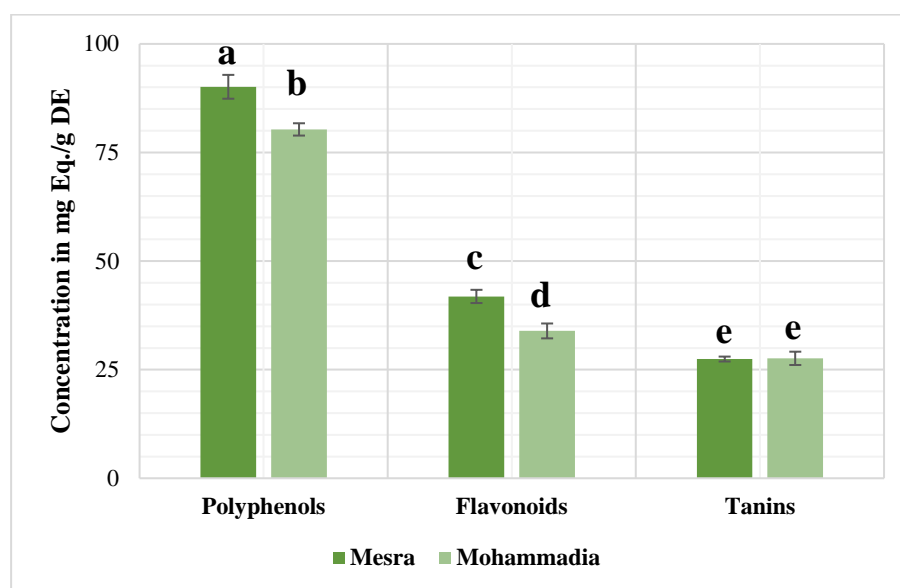 Concentration in mg Eq./g DE
100
75
50
25
0
a
b
c
d
e
e
Polyphenols
Flavonoids
Tanins
Mesra
Mohammadia